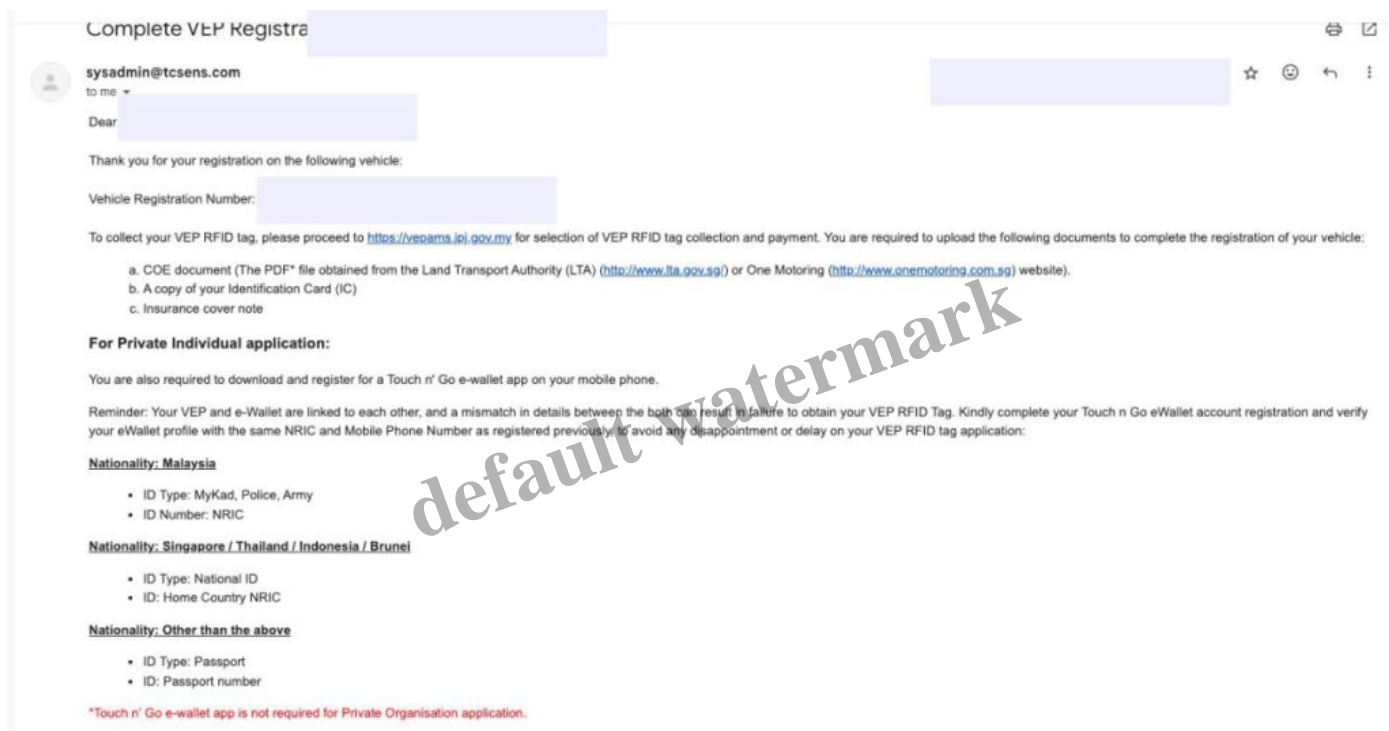 Complete VEP Registra
sysadmin@tcsens.com
to me
Dear
Thank you for your registration on the following vehicle:
Vehicle Registration Number:
To collect your VEP RFID tag, please proceed to https://vepams.jpj.gov.my for selection of VEP RFID tag collection and payment. You are required to upload the following documents to complete the registration of your vehicle:
a. COE document (The PDF* file obtained from the Land Transport Authority (LTA) (http://www.lta.gov.sg/) or One Motoring (http://www.onemotoring.com.sg) website).
b. A copy of your Identification Card (IC)
c. Insurance cover note
For Private Individual application:
You are also required to download and register for a Touch n' Go e-wallet app on your mobile phone.
Reminder: Your VEP and e-Wallet are linked to each other, and a mismatch in details between the both can result in failure to obtain your VEP RFID Tag. Kindly complete your Touch n Go eWallet account registration and verify
your eWallet profile with the same NRIC and Mobile Phone Number as registered previously, to avoid any disappointment or delay on your VEP RFID tag application:
Nationality: Malaysia
• ID Type: MyKad, Police, Army
• ID Number: NRIC
Nationality: Singapore / Thailand / Indonesia / Brunei
• ID Type: National ID
• ID: Home Country NRIC
Nationality: Other than the above
• ID Type: Passport
• ID: Passport number
*Touch n' Go e-wallet app is not required for Private Organisation application.
default watermark